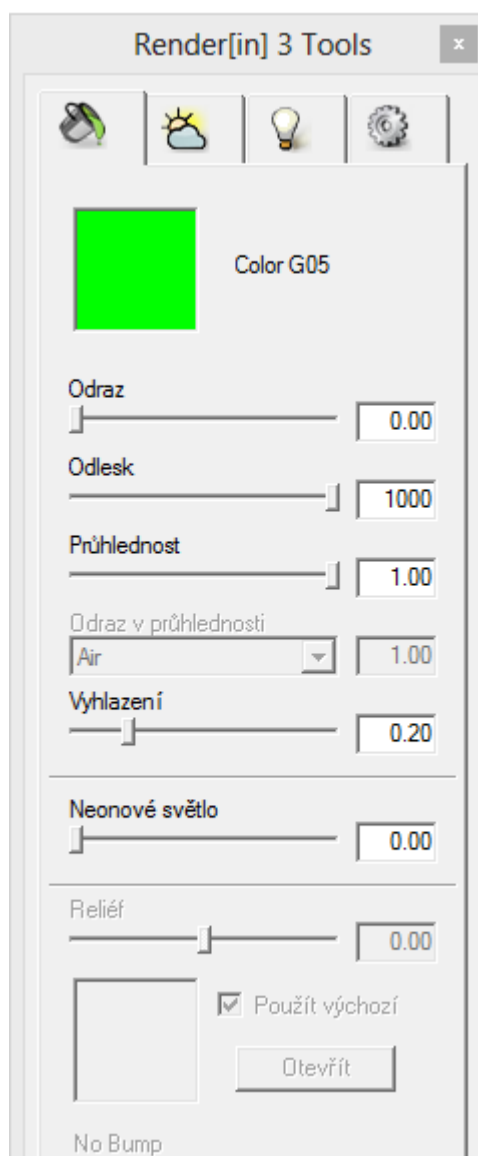 Render[in] 3 Tools
x
Color G05
Odraz
0.00
Odlesk
1000
Průhlednost
1.00
Odraz v průhlednosti
Air
1.00
Vyhlazení
0.20
Neonové světlo
0.00
Reliéf
0.00
Použít výchozí
Otevřít
No Bump